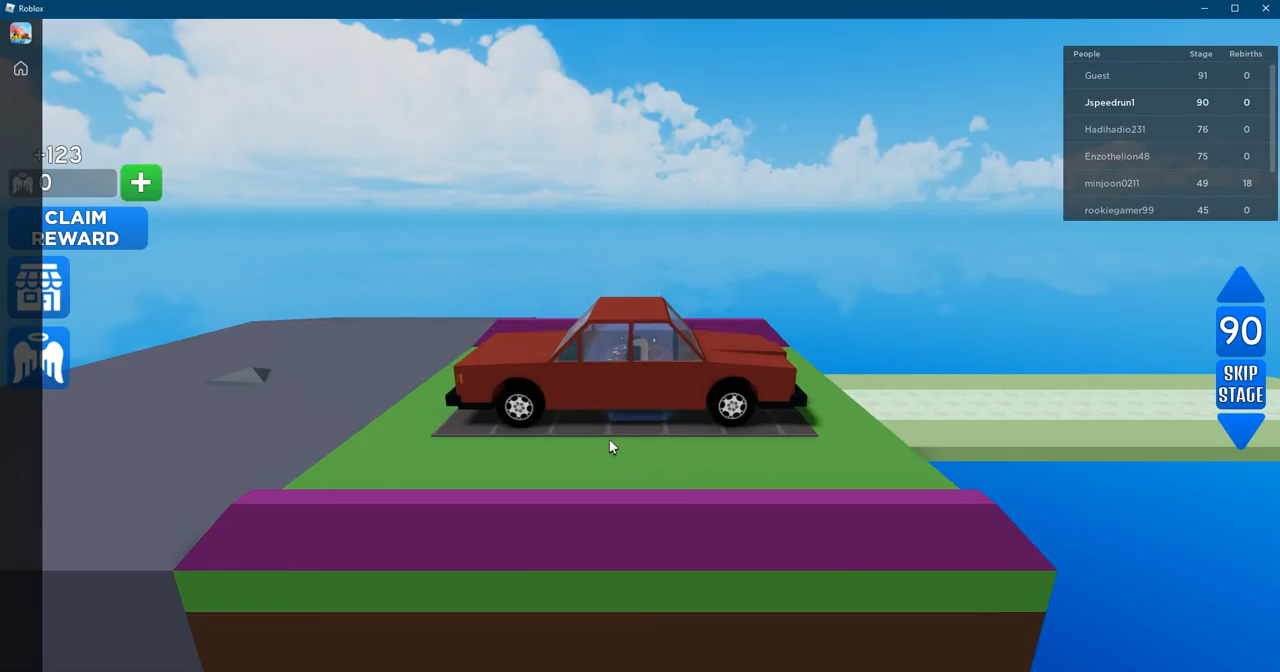 Roblox
People Stage Rebirths
Guest 91 0
Jspeedrun1 90 0
Hadihadio231 76 0
Enzothelion48 75 0
minjoon0211 49 18
rookiegamer99 45 0
+123
0
CLAIM
REWARD
90
SKIP
STAGE